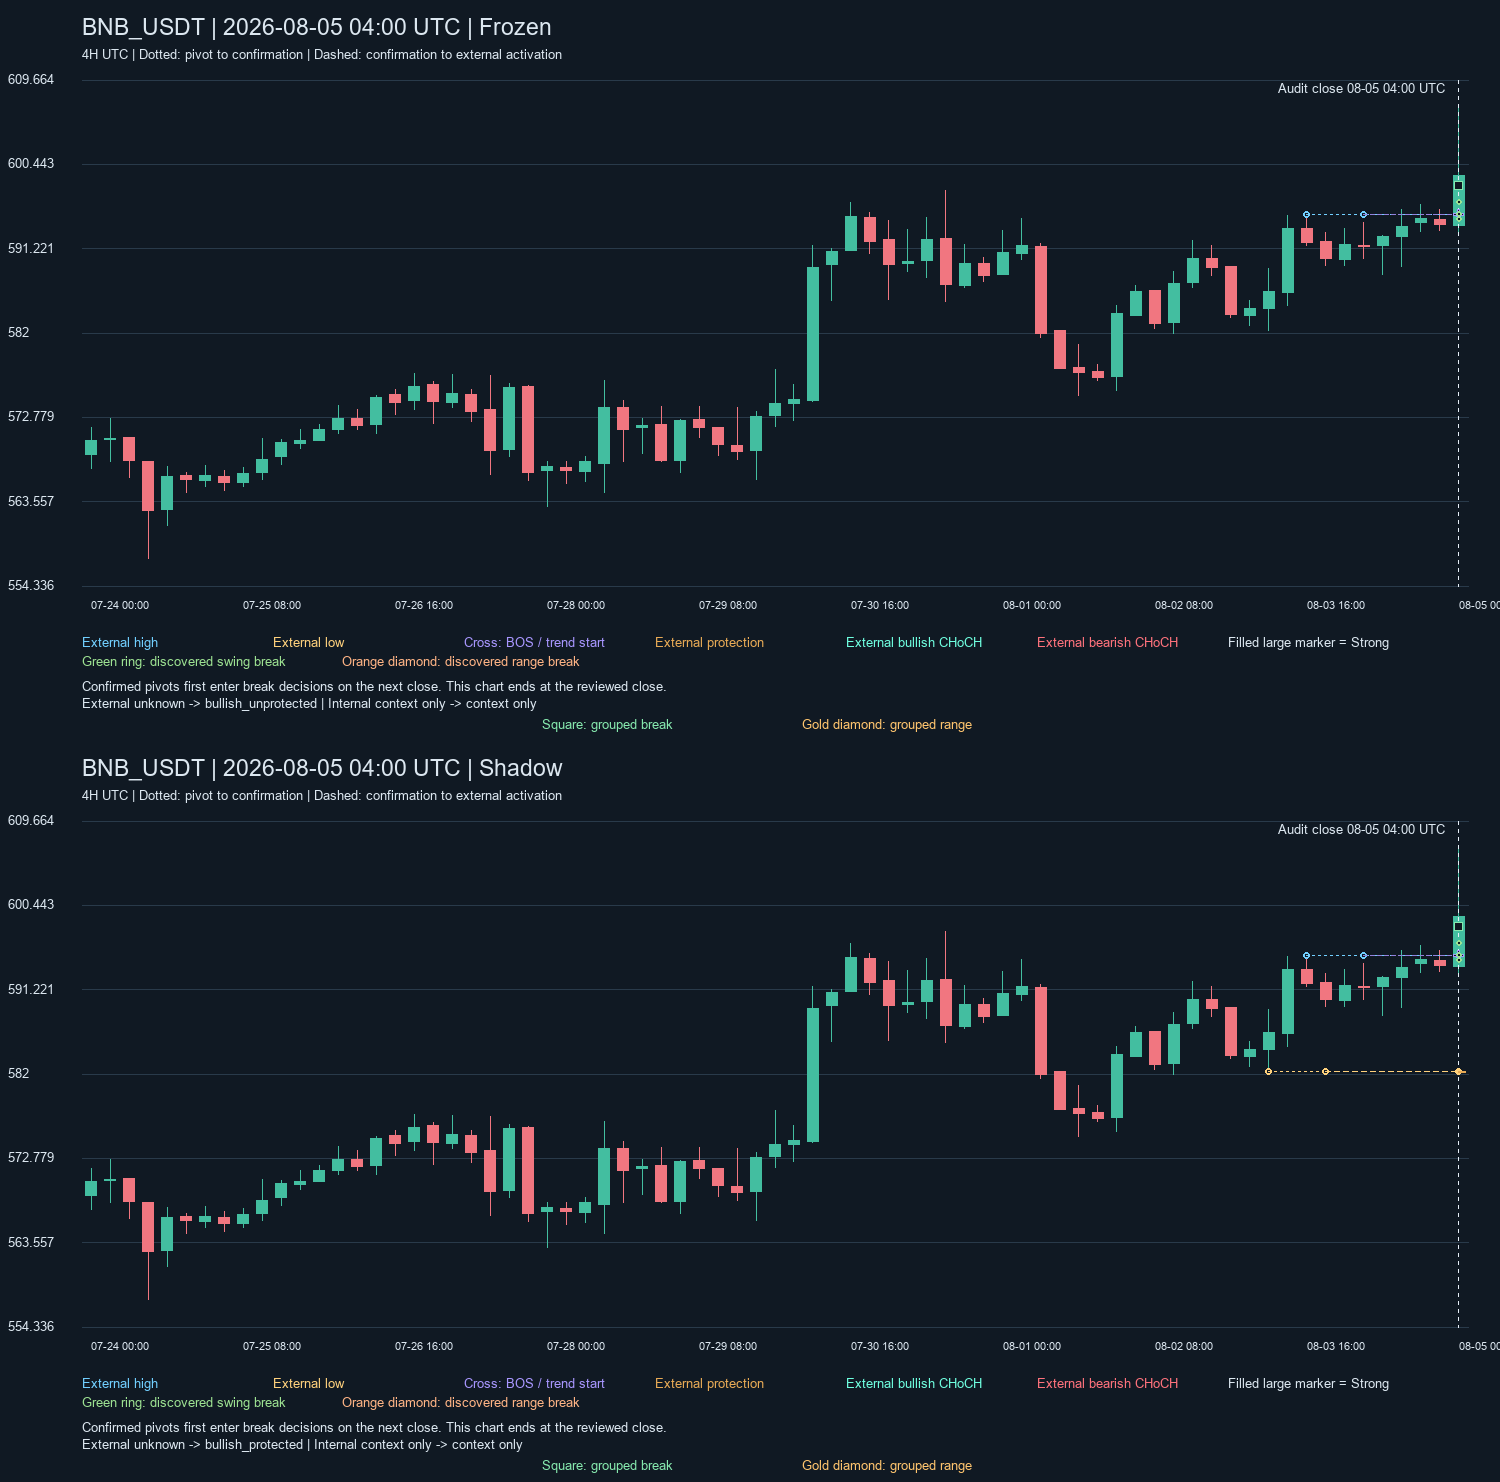 BNB_USDT | 2026-08-05 04:00 UTC | Frozen
4H UTC | Dotted: pivot to confirmation | Dashed: confirmation to external activation
609.664
Audit close 08-05 04:00 UTC
600.443
591.221
582
572.779
563.557
554.336
07-24 00:00 07-25 08:00 07-26 16:00 07-28 00:00 07-29 08:00 07-30 16:00 08-01 00:00 08-02 08:00 08-03 16:00 08-05 00
External high External low Cross: BOS / trend start External protection External bullish CHoCH External bearish CHoCH Filled large marker = Strong
Green ring: discovered swing break Orange diamond: discovered range break
Confirmed pivots first enter break decisions on the next close. This chart ends at the reviewed close.
External unknown -> bullish_unprotected | Internal context only -> context only
Square: grouped break Gold diamond: grouped range
BNB_USDT | 2026-08-05 04:00 UTC | Shadow
4H UTC | Dotted: pivot to confirmation | Dashed: confirmation to external activation
609.664
Audit close 08-05 04:00 UTC
600.443
591.221
582
572.779
563.557
554.336
07-24 00:00 07-25 08:00 07-26 16:00 07-28 00:00 07-29 08:00 07-30 16:00 08-01 00:00 08-02 08:00 08-03 16:00 08-05 00
External high External low Cross: BOS / trend start External protection External bullish CHoCH External bearish CHoCH Filled large marker = Strong
Green ring: discovered swing break Orange diamond: discovered range break
Confirmed pivots first enter break decisions on the next close. This chart ends at the reviewed close.
External unknown -> bullish_protected | Internal context only -> context only
Square: grouped break Gold diamond: grouped range